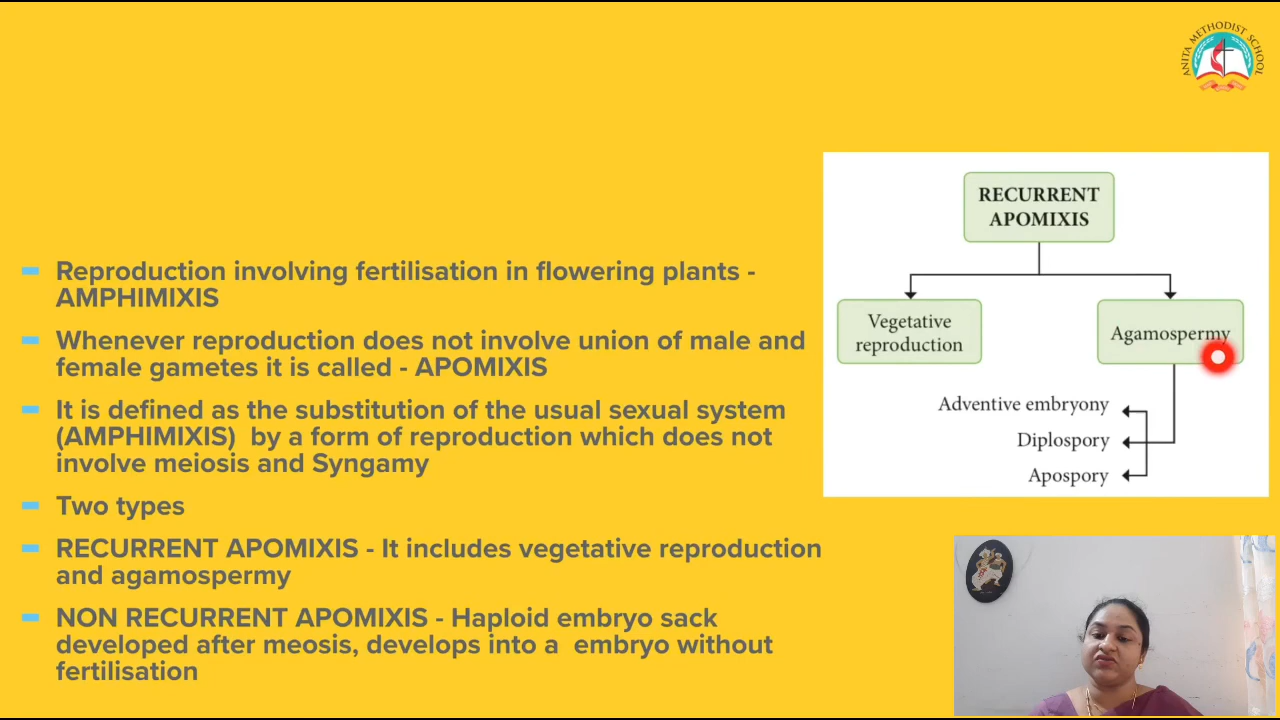 ANITA METHODIST SCHOOL
Reproduction involving fertilisation in flowering plants -
AMPHIMIXIS
Whenever reproduction does not involve union of male and
female gametes it is called - APOMIXIS
It is defined as the substitution of the usual sexual system
(AMPHIMIXIS) by a form of reproduction which does not
involve meiosis and Syngamy
Two types
RECURRENT APOMIXIS - It includes vegetative reproduction
and agamospermy
NON RECURRENT APOMIXIS - Haploid embryo sack
developed after meosis, develops into a embryo without
fertilisation
RECURRENT
APOMIXIS
Vegetative
reproduction
Agamospermy
Adventive embryony
Diplospory
Apospory